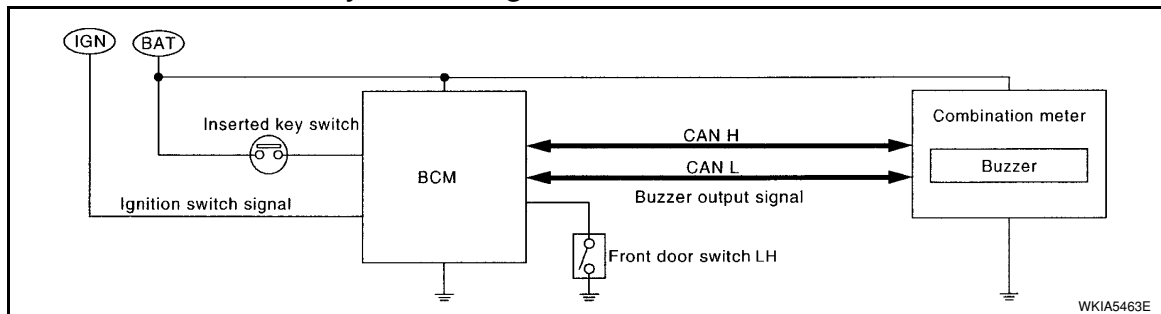 IGN
BAT
Inserted key switch
Ignition switch signal
BCM
CAN H
CAN L
Buzzer output signal
Front door switch LH
Combination meter
Buzzer
WKIA5463E